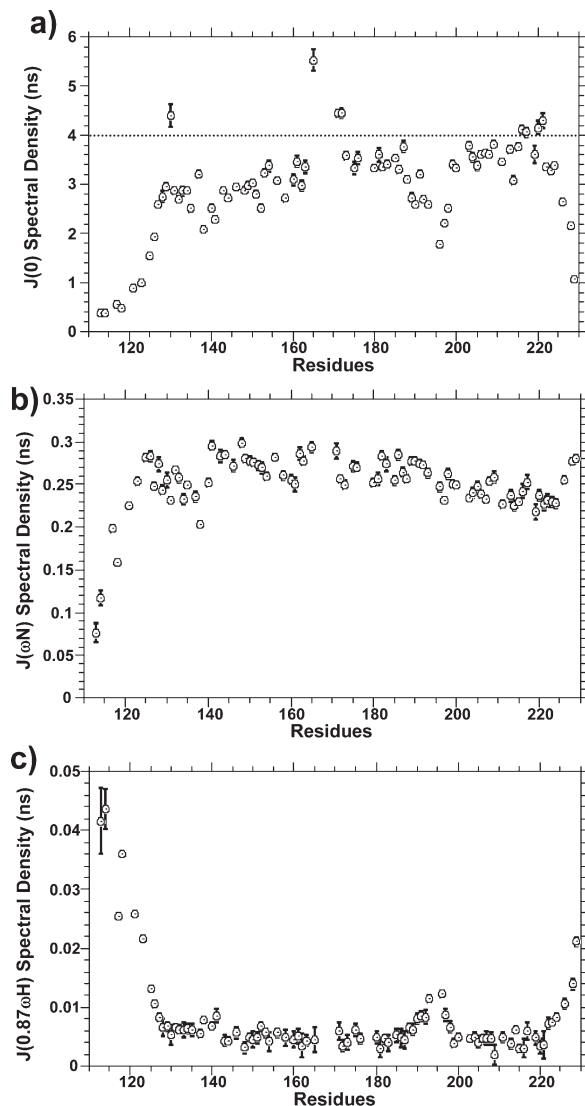 a)
6
5
4
3
2
1
0
J(0) Spectral Density (ns)
120 140 160 180 200 220
Residues
b)
0.35
0.3
0.25
0.2
0.15
0.1
0.05
0
J(ωN) Spectral Density (ns)
120 140 160 180 200 220
Residues
c)
0.05
0.04
0.03
0.02
0.01
0
J(0.87ωH) Spectral Density (ns)
120 140 160 180 200 220
Residues